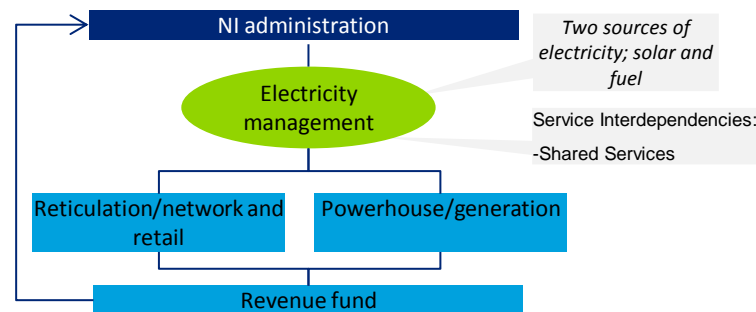 NI administration
Two sources of
electricity; solar and
fuel
Electricity
management
Service Interdependencies:
-Shared Services
Reticulation/network and
retail
Powerhouse/generation
Revenue fund